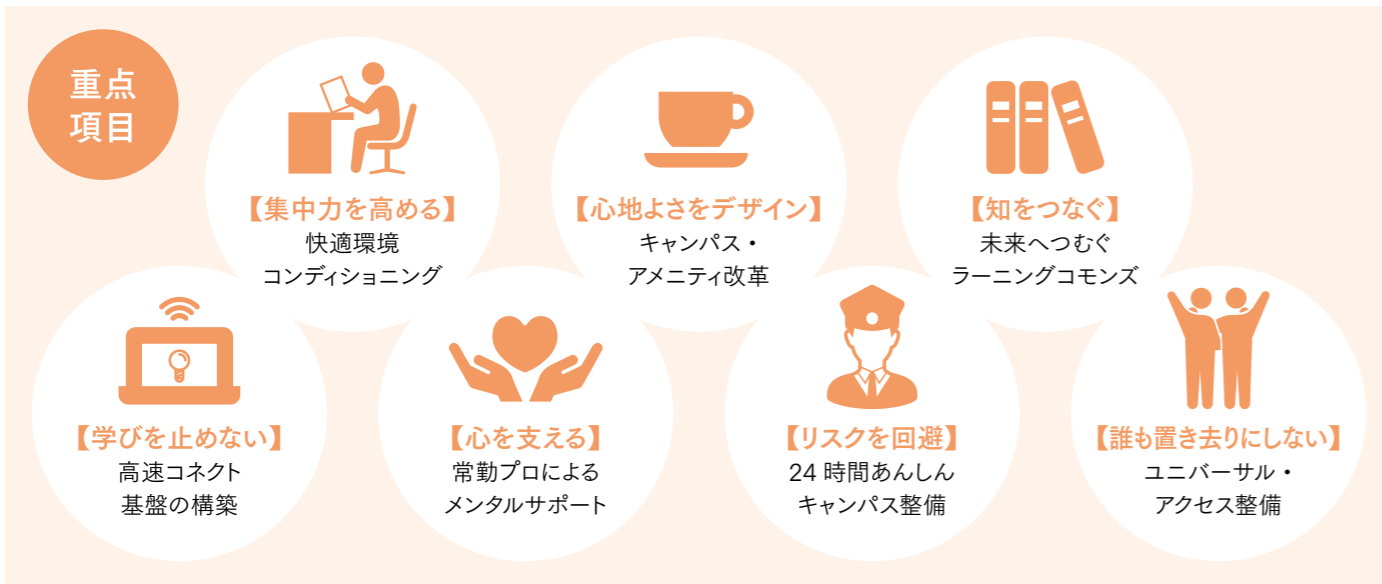 重点
項目
【集中力を高める】
快適環境
コンディショニング
【心地よさをデザイン】
キャンパス・
アメニティ改革
【知をつなぐ】
未来へつむぐ
ラーニングコモンズ
【学びを止めない】
高速コネクト
基盤の構築
【心を支える】
常勤プロによる
メンタルサポート
【リスクを回避】
24時間あんしん
キャンパス整備
【誰も置き去りにしない】
ユニバーサル・
アクセス整備